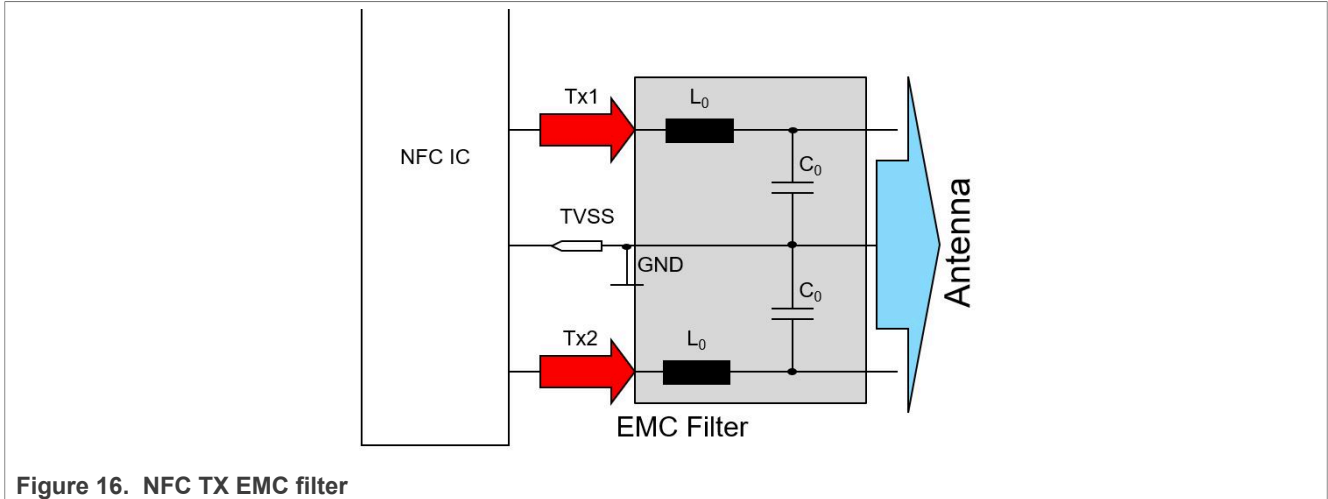 Tx1
L₀
NFC IC
C₀
TVSS
GND
C₀
Tx2
L₀
Antenna
EMC Filter
Figure 16. NFC TX EMC filter